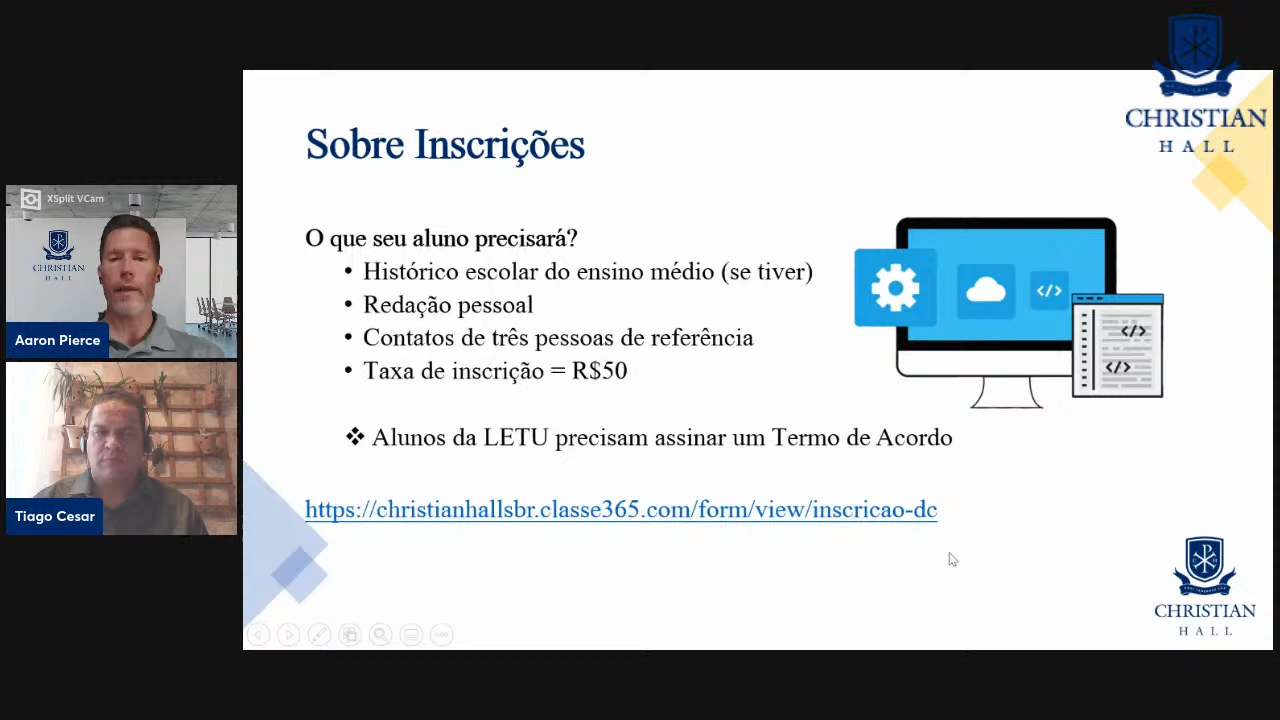 CHRISTIAN
HALL
Sobre Inscrições
XSplit VCam
CHRISTIAN
HALL
Aaron Pierce
O que seu aluno precisará?
• Histórico escolar do ensino médio (se tiver)
• Redação pessoal
• Contatos de três pessoas de referência
• Taxa de inscrição = R$50
</>
</>
</>
❖ Alunos da LETU precisam assinar um Termo de Acordo
Tiago Cesar
https://christianhallsbr.classe365.com/form/view/inscricao-dc
CHRISTIAN
HALL